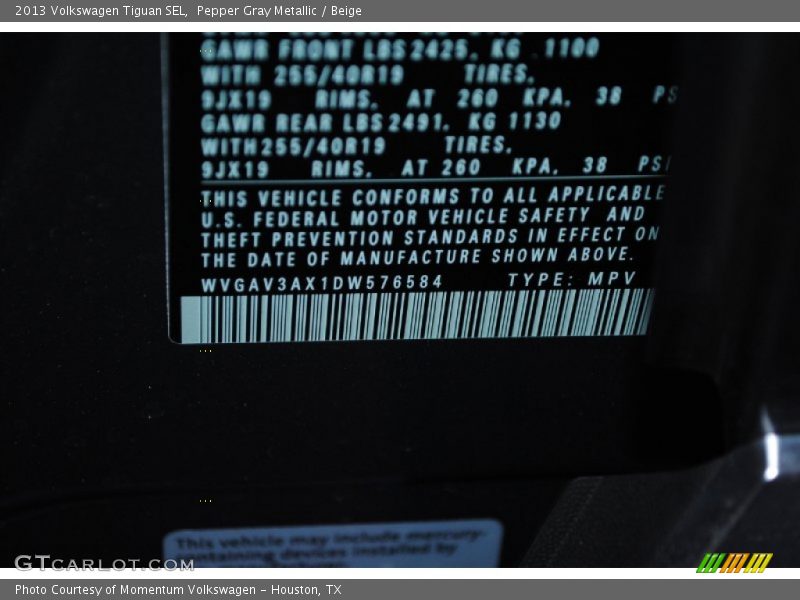 2013 Volkswagen Tiguan SEL,  Pepper Gray Metallic / Beige
GAWR FRONT LBS 2425. KG 1100
WITH 255/40R19 TIRES.
9JX19 RIMS. AT 260 KPA. 38 PS
GAWR REAR LBS 2491. KG 1130
WITH 255/40R19 TIRES.
9JX19 RIMS. AT 260 KPA. 38 PSI
THIS VEHICLE CONFORMS TO ALL APPLICABLE
U.S. FEDERAL MOTOR VEHICLE SAFETY AND
THEFT PREVENTION STANDARDS IN EFFECT ON
THE DATE OF MANUFACTURE SHOWN ABOVE.
WVGAV3AX1DW576584 TYPE: MPV
This vehicle may include mercury-
containing devices installed by
GTcarlot.com
Photo Courtesy of Momentum Volkswagen – Houston, TX